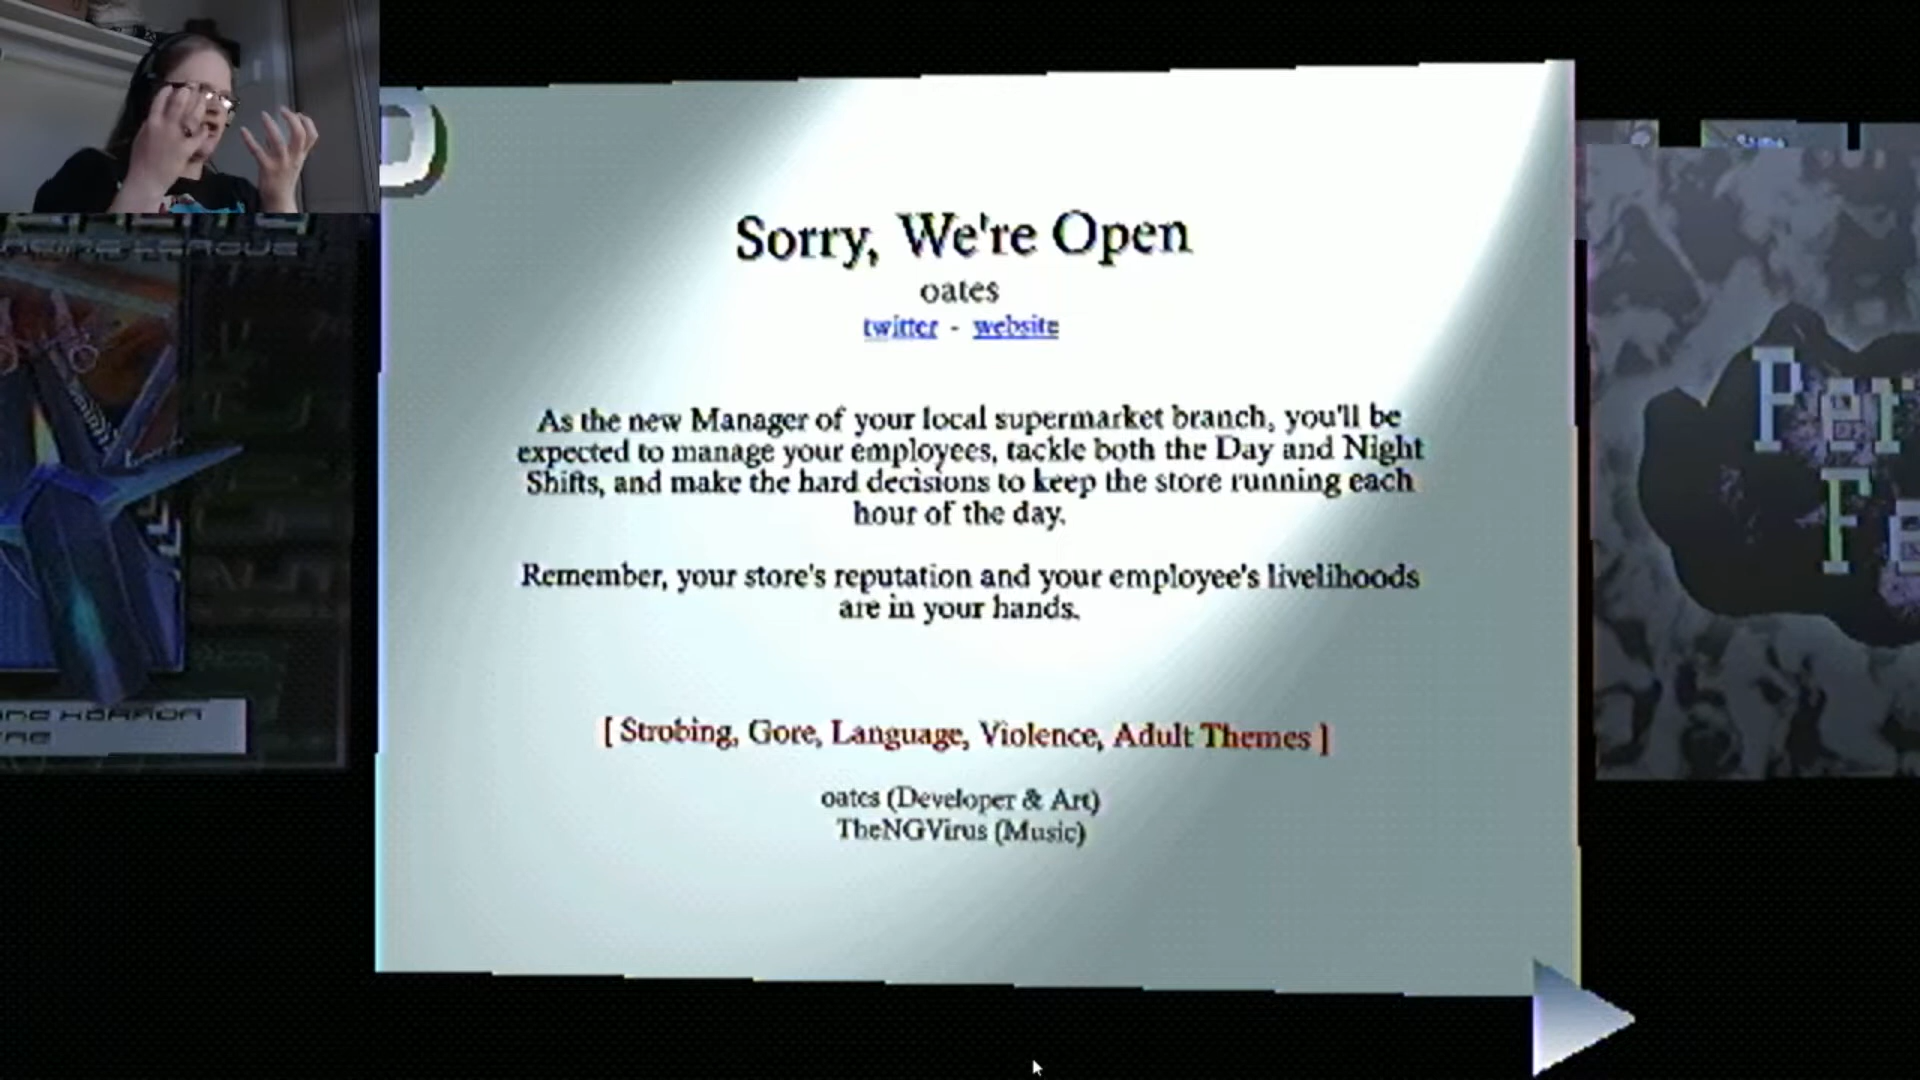 Sorry, We're Open
oates
twitter - website
As the new Manager of your local supermarket branch, you'll be
expected to manage your employees, tackle both the Day and Night
Shifts, and make the hard decisions to keep the store running each
hour of the day.
Remember, your store's reputation and your employee's livelihoods
are in your hands.
[ Strobing, Gore, Language, Violence, Adult Themes ]
oates (Developer & Art)
TheNGVirus (Music)